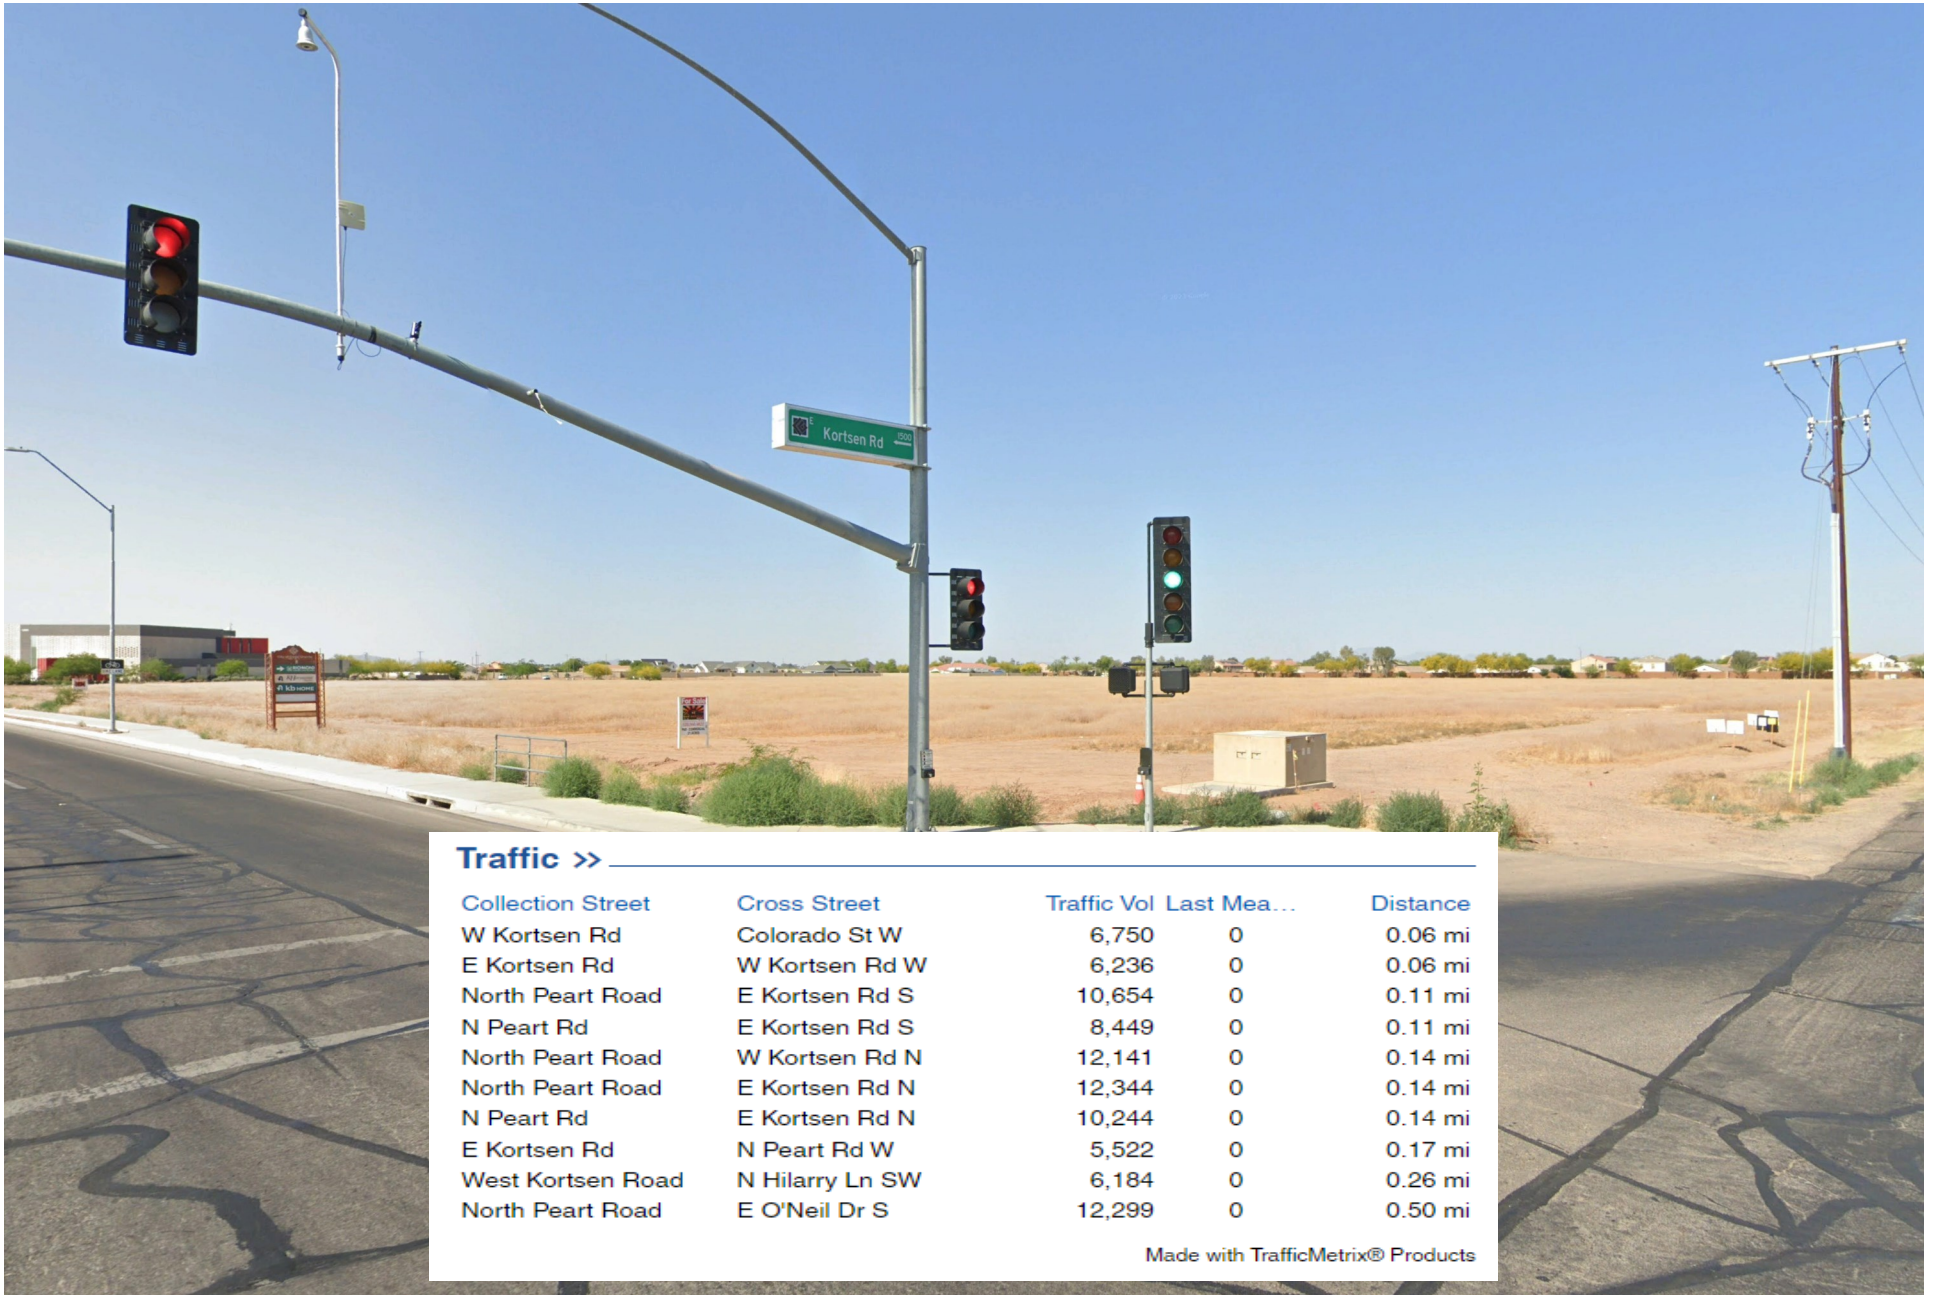 E
Kortsen Rd
1500
For Sale
kb HOME
Traffic >>
Collection Street Cross Street Traffic Vol Last Mea... Distance
W Kortsen Rd Colorado St W 6,750 0 0.06 mi
E Kortsen Rd W Kortsen Rd W 6,236 0 0.06 mi
North Peart Road E Kortsen Rd S 10,654 0 0.11 mi
N Peart Rd E Kortsen Rd S 8,449 0 0.11 mi
North Peart Road W Kortsen Rd N 12,141 0 0.14 mi
North Peart Road E Kortsen Rd N 12,344 0 0.14 mi
N Peart Rd E Kortsen Rd N 10,244 0 0.14 mi
E Kortsen Rd N Peart Rd W 5,522 0 0.17 mi
West Kortsen Road N Hilarry Ln SW 6,184 0 0.26 mi
North Peart Road E O'Neil Dr S 12,299 0 0.50 mi
Made with TrafficMetrix® Products